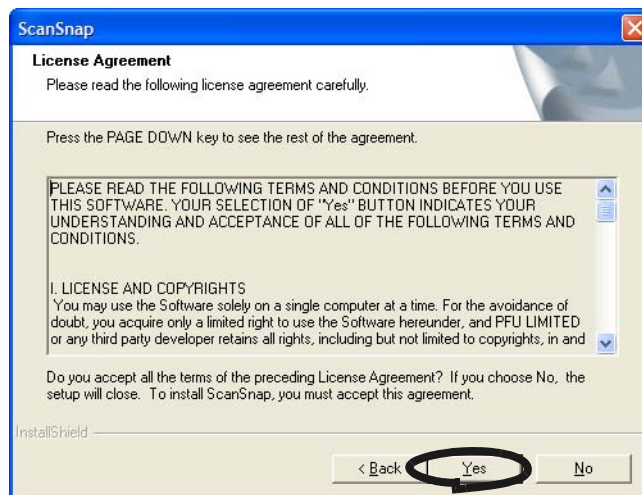 ScanSnap
License Agreement
Please read the following license agreement carefully.
Press the PAGE DOWN key to see the rest of the agreement.
PLEASE READ THE FOLLOWING TERMS AND CONDITIONS BEFORE YOU USE
THIS SOFTWARE. YOUR SELECTION OF "Yes" BUTTON INDICATES YOUR
UNDERSTANDING AND ACCEPTANCE OF ALL OF THE FOLLOWING TERMS AND
CONDITIONS.
I. LICENSE AND COPYRIGHTS
You may use the Software solely on a single computer at a time. For the avoidance of
doubt, you acquire only a limited right to use the Software hereunder, and PFU LIMITED
or any third party developer retains all rights, including but not limited to copyrights, in and
Do you accept all the terms of the preceding License Agreement? If you choose No, the
setup will close. To install ScanSnap, you must accept this agreement.
InstallShield
< Back Yes No